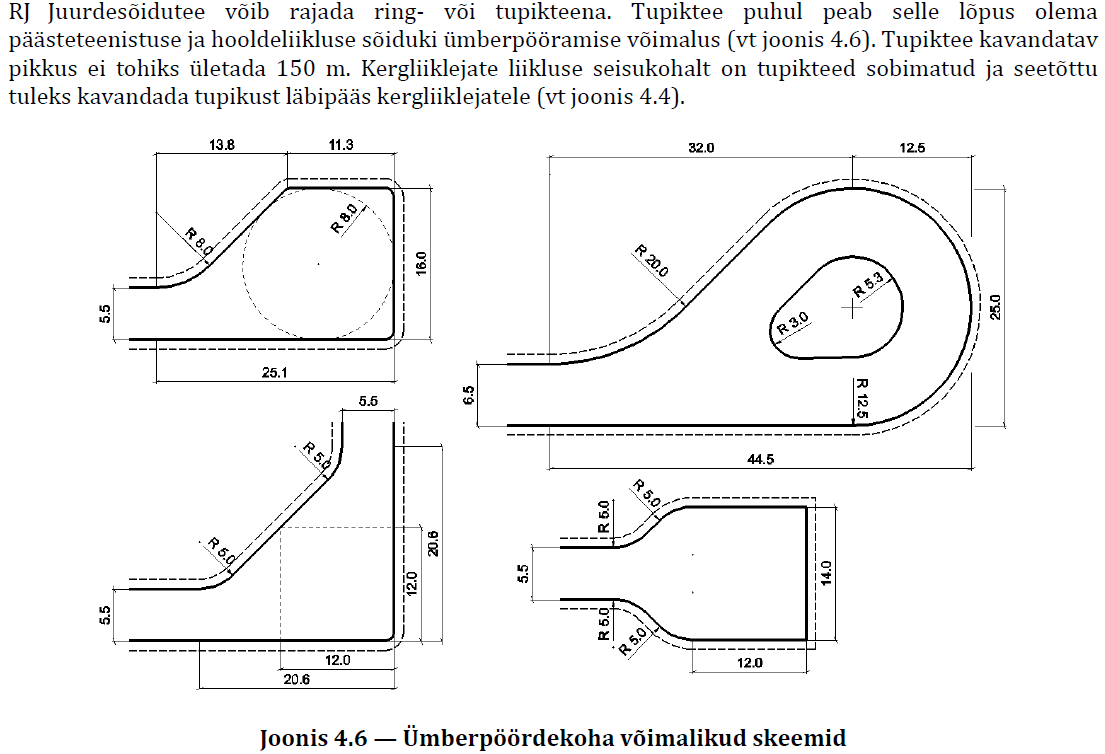 RJ Juurdesõidutee võib rajada ring- või tupikteena. Tupiktee puhul peab selle lõpus olema
päästeteenistuse ja hooldeliikluse sõiduki ümberpööramise võimalus (vt joonis 4.6). Tupiktee kavandatav
pikkus ei tohiks ületada 150 m. Kergliiklejate liikluse seisukohalt on tupikteed sobimatud ja seetõttu
tuleks kavandada tupikust läbipääs kergliiklejatele (vt joonis 4.4).
13.8
11.3
R 8.0
R 8.0
16.0
5.5
25.1
32.0
12.5
R 20.0
R 5.3
R 3.0
25.0
6.5
R 12.5
44.5
5.5
R 5.0
R 5.0
20.6
12.0
5.5
12.0
20.6
R 5.0
R 5.0
5.5
14.0
R 5.0
R 5.0
12.0
Joonis 4.6 — Ümberpöördekoha võimalikud skeemid